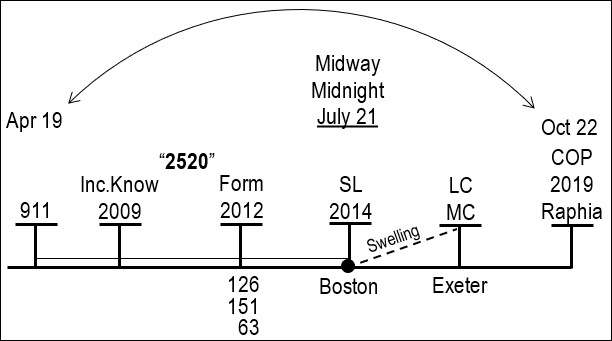 Midway
Midnight
July 21
Apr 19
Oct 22
"2520"
COP
Inc.Know
Form
SL
LC
2019
911
2009
2012
2014
MC
Raphia
Swelling
126
Boston
Exeter
151
63